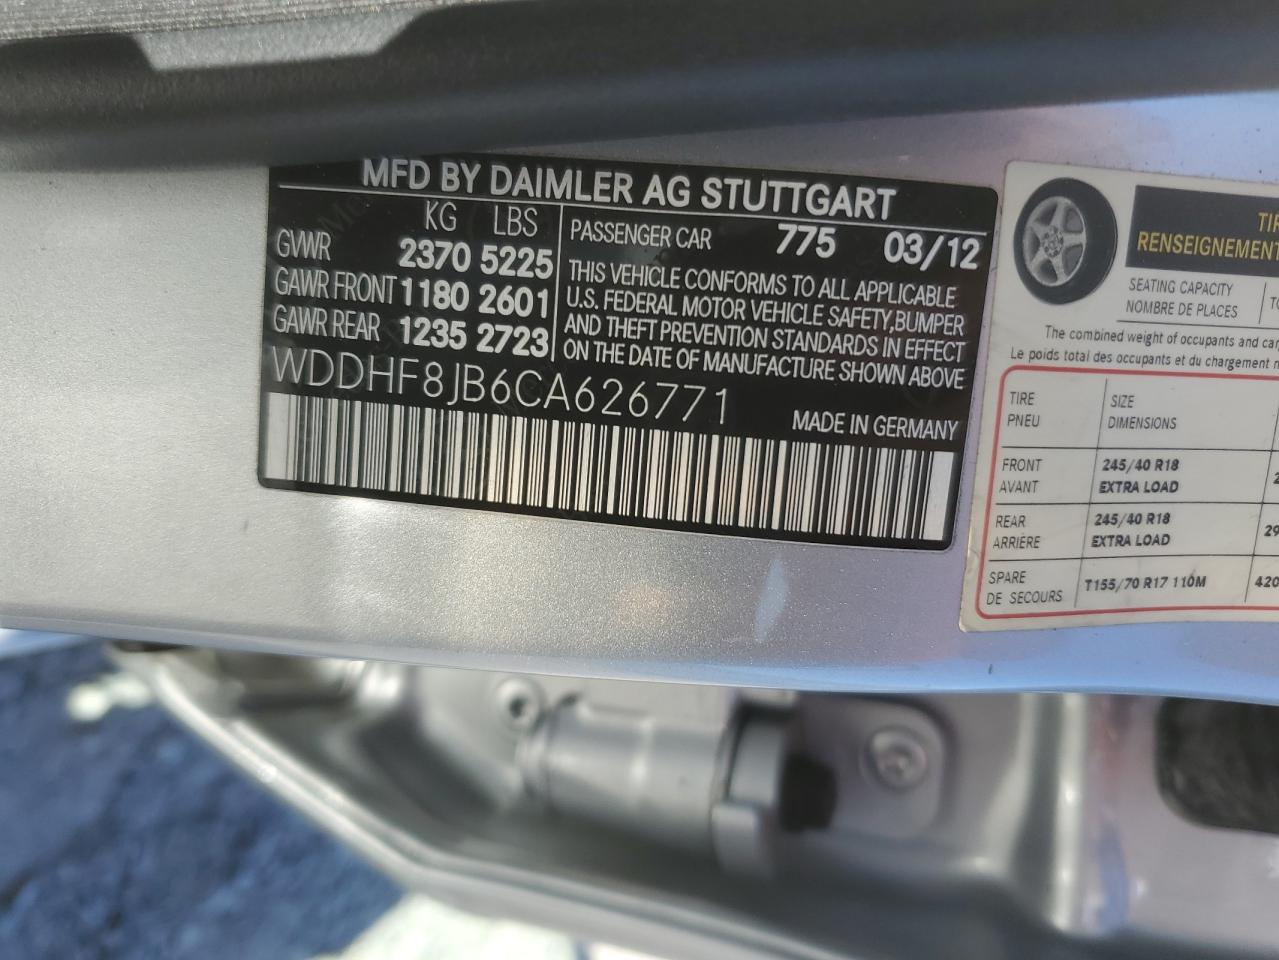 MFD BY DAIMLER AG STUTTGART
KG LBS
GVWR 2370 5225
GAWR FRONT 1180 2601
GAWR REAR 1235 2723
PASSENGER CAR 775 03/12
THIS VEHICLE CONFORMS TO ALL APPLICABLE
U.S. FEDERAL MOTOR VEHICLE SAFETY,BUMPER
AND THEFT PREVENTION STANDARDS IN EFFECT
ON THE DATE OF MANUFACTURE SHOWN ABOVE
WDDHF8JB6CA626771
MADE IN GERMANY
RENSEIGNEMENT
SEATING CAPACITY
NOMBRE DE PLACES
The combined weight of occupants and
Le poids total des occupants et du chargement
TIRE SIZE
PNEU DIMENSIONS
FRONT 245/40 R18
AVANT EXTRA LOAD
REAR 245/40 R18
ARRIÈRE EXTRA LOAD
SPARE
DE SECOURS
T155/70 R17 110M 420